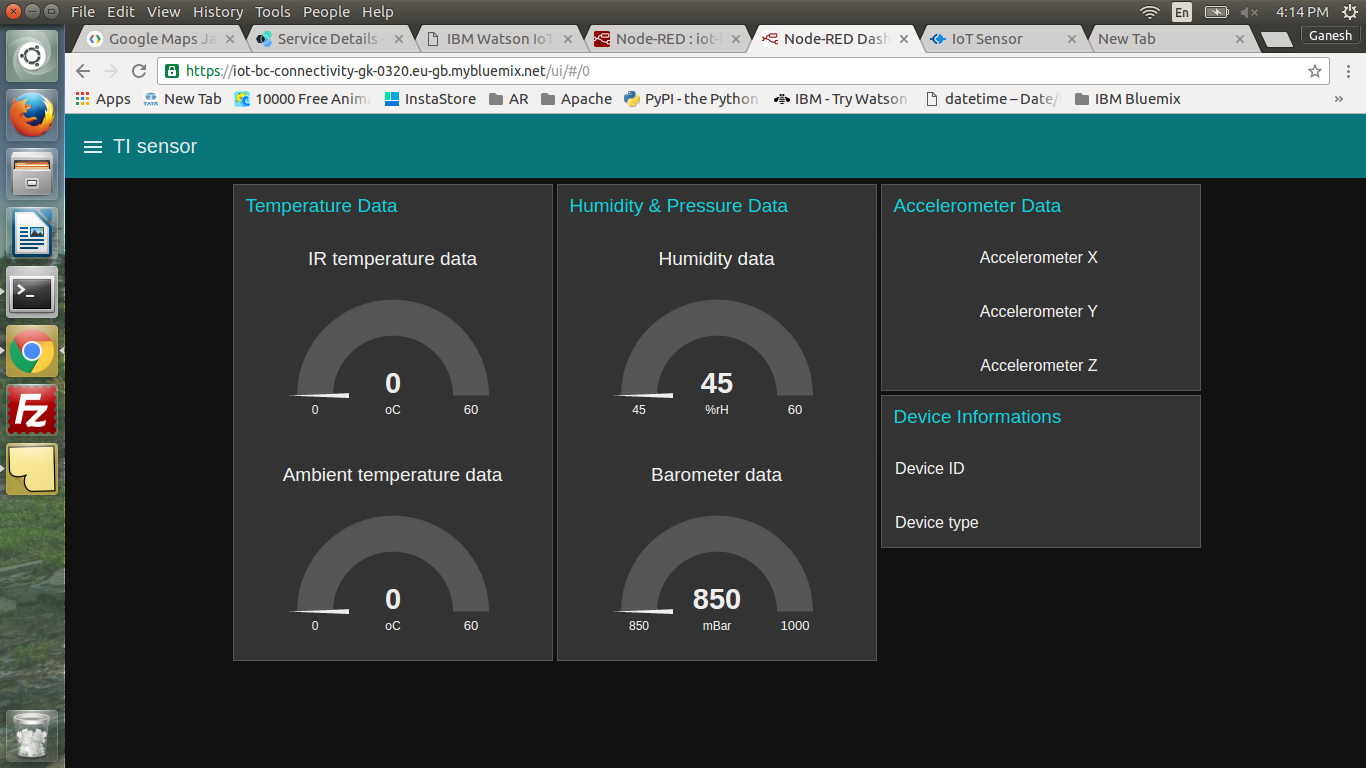 File Edit View History Tools People Help
En
4:14 PM
Google Maps Ja
Service Details
IBM Watson IoT
Node-RED : iot-
Node-RED Dash
IoT Sensor
New Tab
Ganesh
https://iot-bc-connectivity-gk-0320.eu-gb.mybluemix.net/ui/#/0
Apps
TATA
New Tab
10000 Free Anima
InstaStore
AR
Apache
PyPI - the Python
IBM - Try Watson
datetime – Date/
IBM Bluemix
»
TI sensor
Temperature Data
IR temperature data
0
0 oC 60
Ambient temperature data
0
0 oC 60
Humidity & Pressure Data
Humidity data
45
45 %rH 60
Barometer data
850
850 mBar 1000
Accelerometer Data
Accelerometer X
Accelerometer Y
Accelerometer Z
Device Informations
Device ID
Device type
Fz